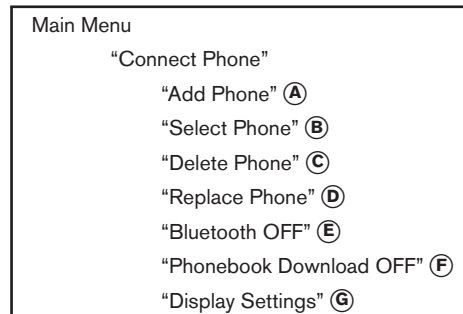 Main Menu
“Connect Phone”
“Add Phone” Ⓐ
“Select Phone” Ⓑ
“Delete Phone” Ⓒ
“Replace Phone” Ⓓ
“Bluetooth OFF” Ⓔ
“Phonebook Download OFF” Ⓕ
“Display Settings” Ⓖ